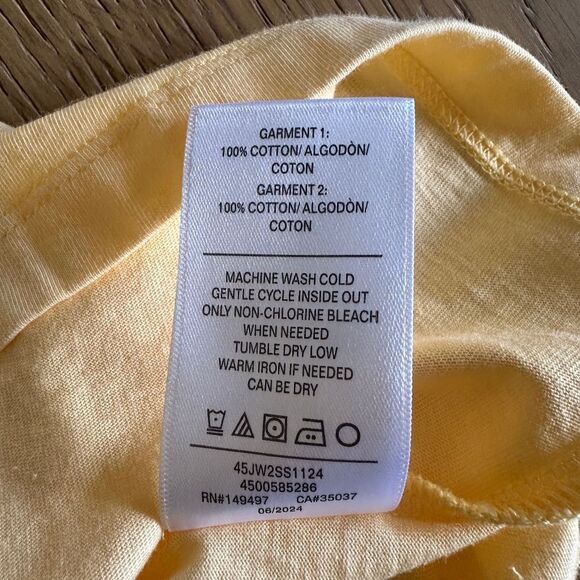 GARMENT 1:
100% COTTON/ ALGODÒN/
COTON
GARMENT 2:
100% COTTON/ ALGODÒN/
COTON
MACHINE WASH COLD
GENTLE CYCLE INSIDE OUT
ONLY NON-CHLORINE BLEACH
WHEN NEEDED
TUMBLE DRY LOW
WARM IRON IF NEEDED
CAN BE DRY
45JW2SS1124
4500585286
RN#149497 CA#35037
06/2024